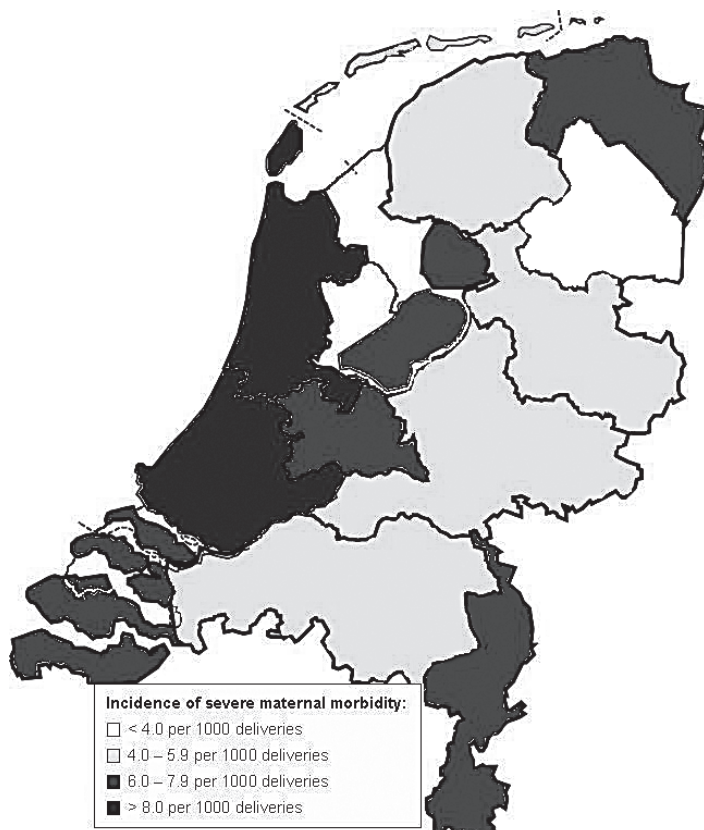 Incidence of severe maternal morbidity:
< 4.0 per 1000 deliveries
4.0 – 5.9 per 1000 deliveries
6.0 – 7.9 per 1000 deliveries
> 8.0 per 1000 deliveries